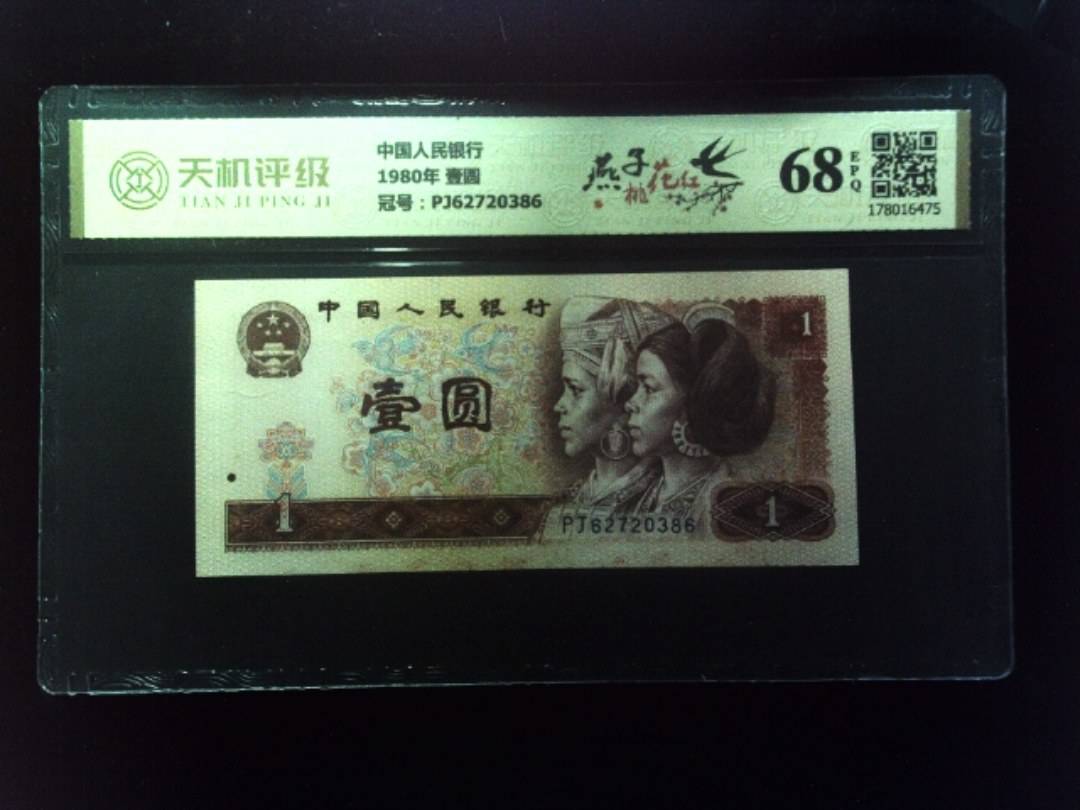 天机评级
TIAN JI PING JI
中国人民银行
1980年 壹圆
冠号：PJ62720386
燕子
桃花红
68
EPQ
178016475
中国人民银行
1
壹圆
1
PJ62720386
1